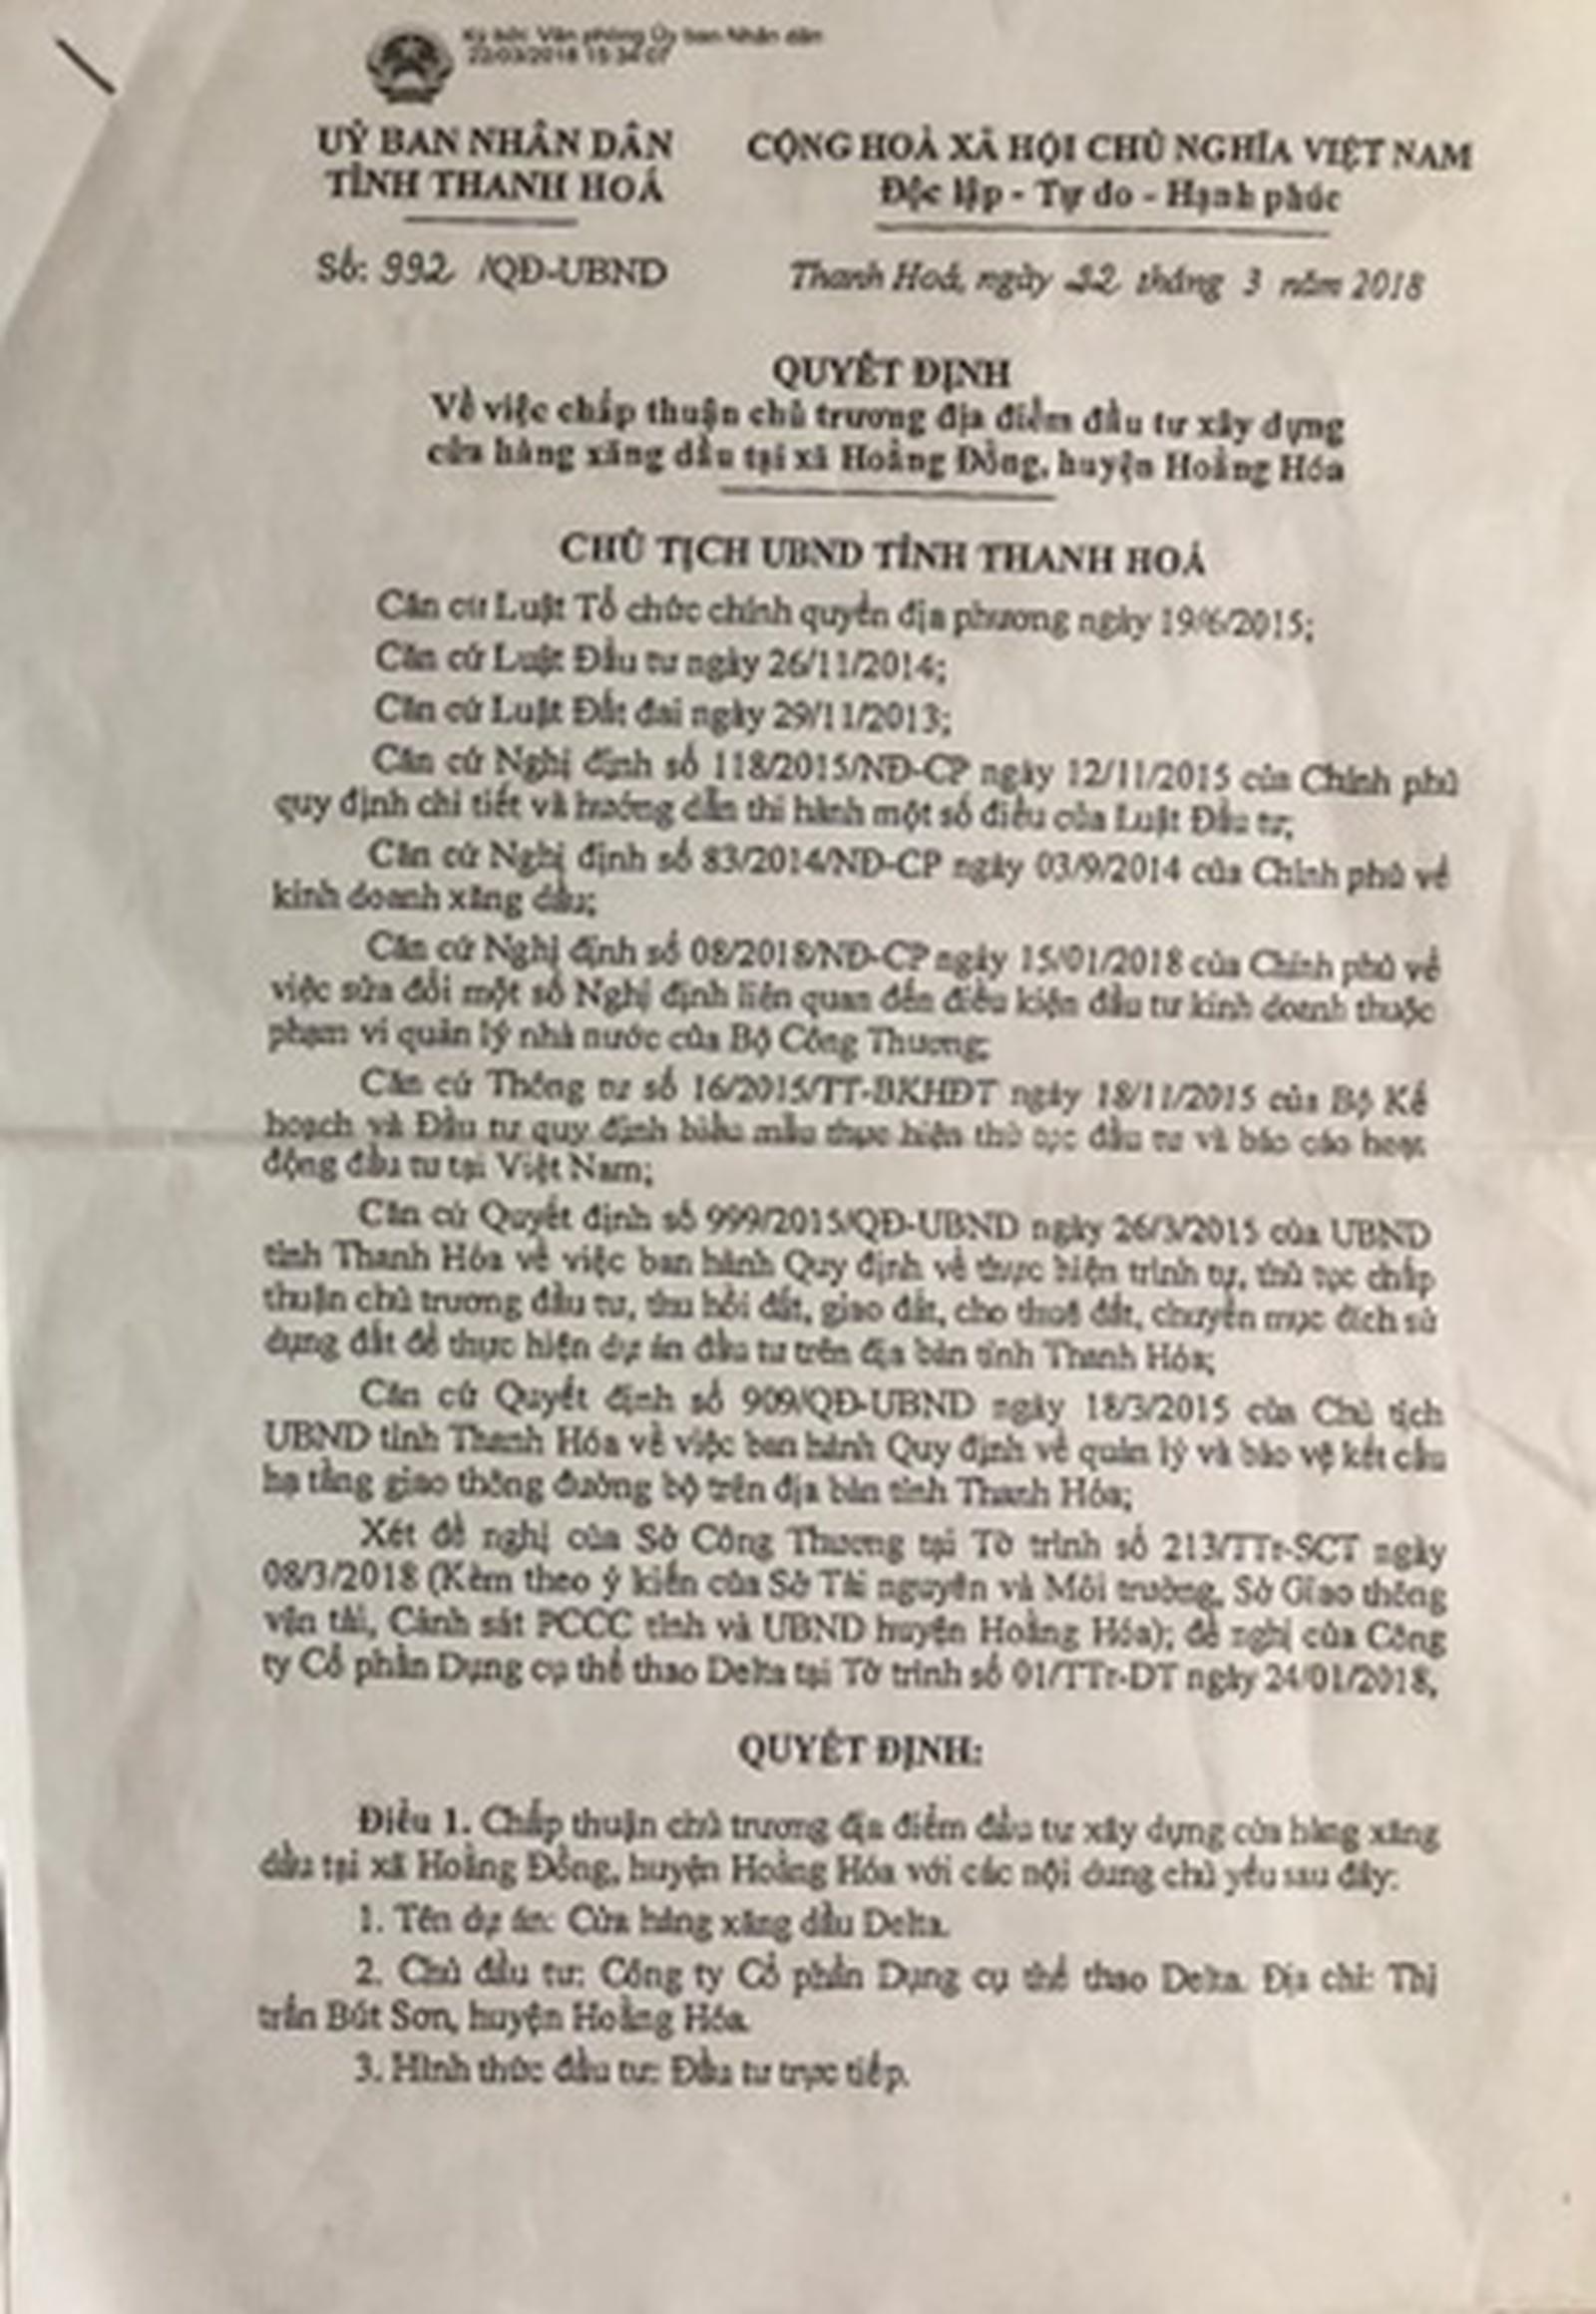 Văn phòng Ủy ban Nhân dân
22/03/2018 15:34:07
UỶ BAN NHÂN DÂN
TỈNH THANH HOÁ
CỘNG HOÀ XÃ HỘI CHỦ NGHĨA VIỆT NAM
Độc lập - Tự do - Hạnh phúc
Số: 992 /QĐ-UBND
Thanh Hoá, ngày 22 tháng 3 năm 2018
QUYẾT ĐỊNH
Về việc chấp thuận chủ trương địa điểm đầu tư xây dựng
cửa hàng xăng dầu tại xã Hoằng Đồng, huyện Hoằng Hóa
CHỦ TỊCH UBND TỈNH THANH HOÁ
Căn cứ Luật Tổ chức chính quyền địa phương ngày 19/6/2015;
Căn cứ Luật Đầu tư ngày 26/11/2014;
Căn cứ Luật Đất đai ngày 29/11/2013;
Căn cứ Nghị định số 118/2015/NĐ-CP ngày 12/11/2015 của Chính phủ
quy định chi tiết và hướng dẫn thi hành một số điều của Luật Đầu tư;
Căn cứ Nghị định số 83/2014/NĐ-CP ngày 03/9/2014 của Chính phủ về
kinh doanh xăng dầu;
Căn cứ Nghị định số 08/2018/NĐ-CP ngày 15/01/2018 của Chính phủ về
việc sửa đổi một số Nghị định liên quan đến điều kiện đầu tư kinh doanh thuộc
phạm vi quản lý nhà nước của Bộ Công Thương;
Căn cứ Thông tư số 16/2015/TT-BKHĐT ngày 18/11/2015 của Bộ Kế
hoạch và Đầu tư quy định biểu mẫu thực hiện thủ tục đầu tư và báo cáo hoạt
động đầu tư tại Việt Nam;
Căn cứ Quyết định số 999/2015/QĐ-UBND ngày 26/3/2015 của UBND
tỉnh Thanh Hóa về việc ban hành Quy định về thực hiện trình tự, thủ tục chấp
thuận chủ trương đầu tư, thu hồi đất, giao đất, cho thuê đất, chuyển mục đích sử
dụng đất để thực hiện dự án đầu tư trên địa bàn tỉnh Thanh Hóa;
Căn cứ Quyết định số 909/QĐ-UBND ngày 18/3/2015 của Chủ tịch
UBND tỉnh Thanh Hóa về việc ban hành Quy định về quản lý và bảo vệ kết cấu
hạ tầng giao thông đường bộ trên địa bàn tỉnh Thanh Hóa;
Xét đề nghị của Sở Công Thương tại Tờ trình số 213/TTr-SCT ngày
08/3/2018 (Kèm theo ý kiến của Sở Tài nguyên và Môi trường, Sở Giao thông
vận tải, Cảnh sát PCCC tỉnh và UBND huyện Hoằng Hóa); đề nghị của Công
ty Cổ phần Dụng cụ thể thao Delta tại Tờ trình số 01/TTr-DT ngày 24/01/2018,
QUYẾT ĐỊNH:
Điều 1. Chấp thuận chủ trương địa điểm đầu tư xây dựng cửa hàng xăng
dầu tại xã Hoằng Đồng, huyện Hoằng Hóa với các nội dung chủ yếu sau đây:
1. Tên dự án: Cửa hàng xăng dầu Delta.
2. Chủ đầu tư: Công ty Cổ phần Dụng cụ thể thao Delta. Địa chỉ: Thị
trấn Bút Sơn, huyện Hoằng Hóa.
3. Hình thức đầu tư: Đầu tư trực tiếp.